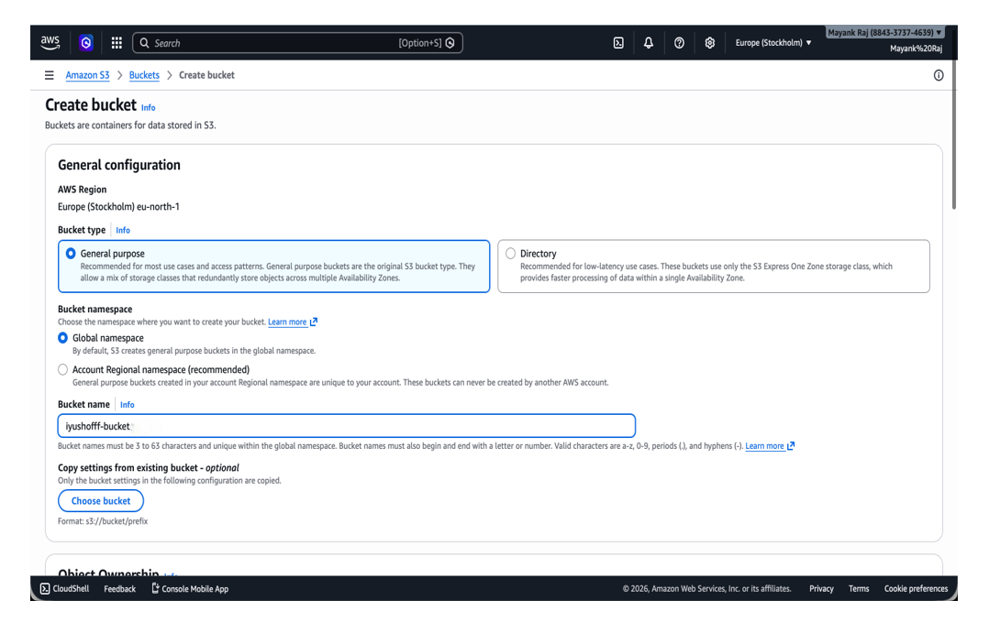 aws
Search
[Option+S]
Europe (Stockholm) ▼
Mayank Raj (8843-3737-4639) ▼
Mayank%20Raj
Amazon S3 > Buckets > Create bucket
Create bucket Info
Buckets are containers for data stored in S3.
General configuration
AWS Region
Europe (Stockholm) eu-north-1
Bucket type Info
General purpose
Recommended for most use cases and access patterns. General purpose buckets are the original S3 bucket type. They
allow a mix of storage classes that redundantly store objects across multiple Availability Zones.
Directory
Recommended for low-latency use cases. These buckets use only the S3 Express One Zone storage class, which
provides faster processing of data within a single Availability Zone.
Bucket namespace
Choose the namespace where you want to create your bucket. Learn more
Global namespace
By default, S3 creates general purpose buckets in the global namespace.
Account Regional namespace (recommended)
General purpose buckets created in your account Regional namespace are unique to your account. These buckets can never be created by another AWS account.
Bucket name Info
iyushofff-bucket
Bucket names must be 3 to 63 characters and unique within the global namespace. Bucket names must also begin and end with a letter or number. Valid characters are a-z, 0-9, periods (.), and hyphens (-). Learn more
Copy settings from existing bucket - optional
Only the bucket settings in the following configuration are copied.
Choose bucket
Format: s3://bucket/prefix
Object Ownership Info
CloudShell
Feedback
Console Mobile App
© 2026, Amazon Web Services, Inc. or its affiliates.
Privacy
Terms
Cookie preferences